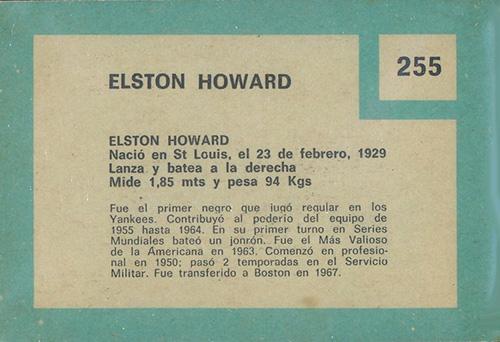 ELSTON HOWARD
255
ELSTON HOWARD
Nació en St Louis, el 23 de febrero, 1929
Lanza y batea a la derecha
Mide 1,85 mts y pesa 94 Kgs
Fue el primer negro que jugó regular en los
Yankees. Contribuyó al poderio del equipo de
1955 hasta 1964. En su primer turno en Series
Mundiales bateó un jonrón. Fue el Más Valioso
de la Americana en 1963. Comenzó en profesio-
nal en 1950; pasó 2 temporadas en el Servicio
Militar. Fue transferido a Boston en 1967.